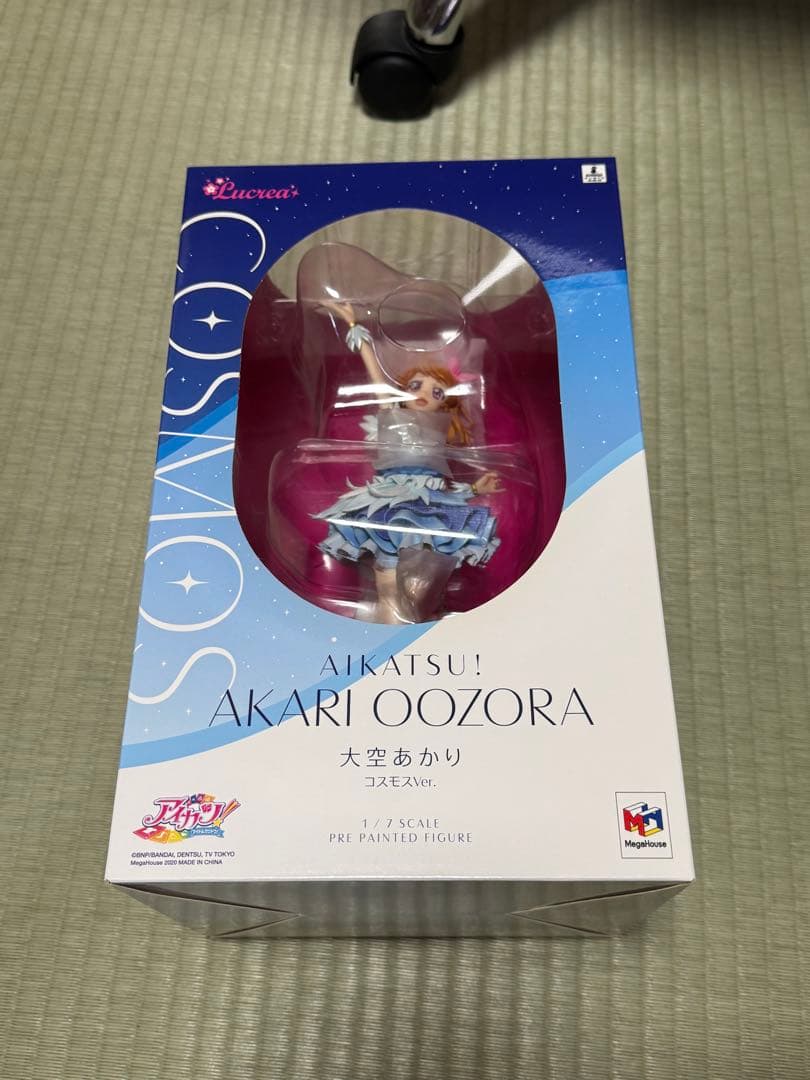 Lucrea
COSMOS
AIKATSU!
AKARI OOZORA
大空あかり
コスモスVer.
1/7 SCALE
PRE PAINTED FIGURE
アイカツ!
©BNP/BANDAI, DENTSU, TV TOKYO
MegaHouse 2020 MADE IN CHINA
MegaHouse